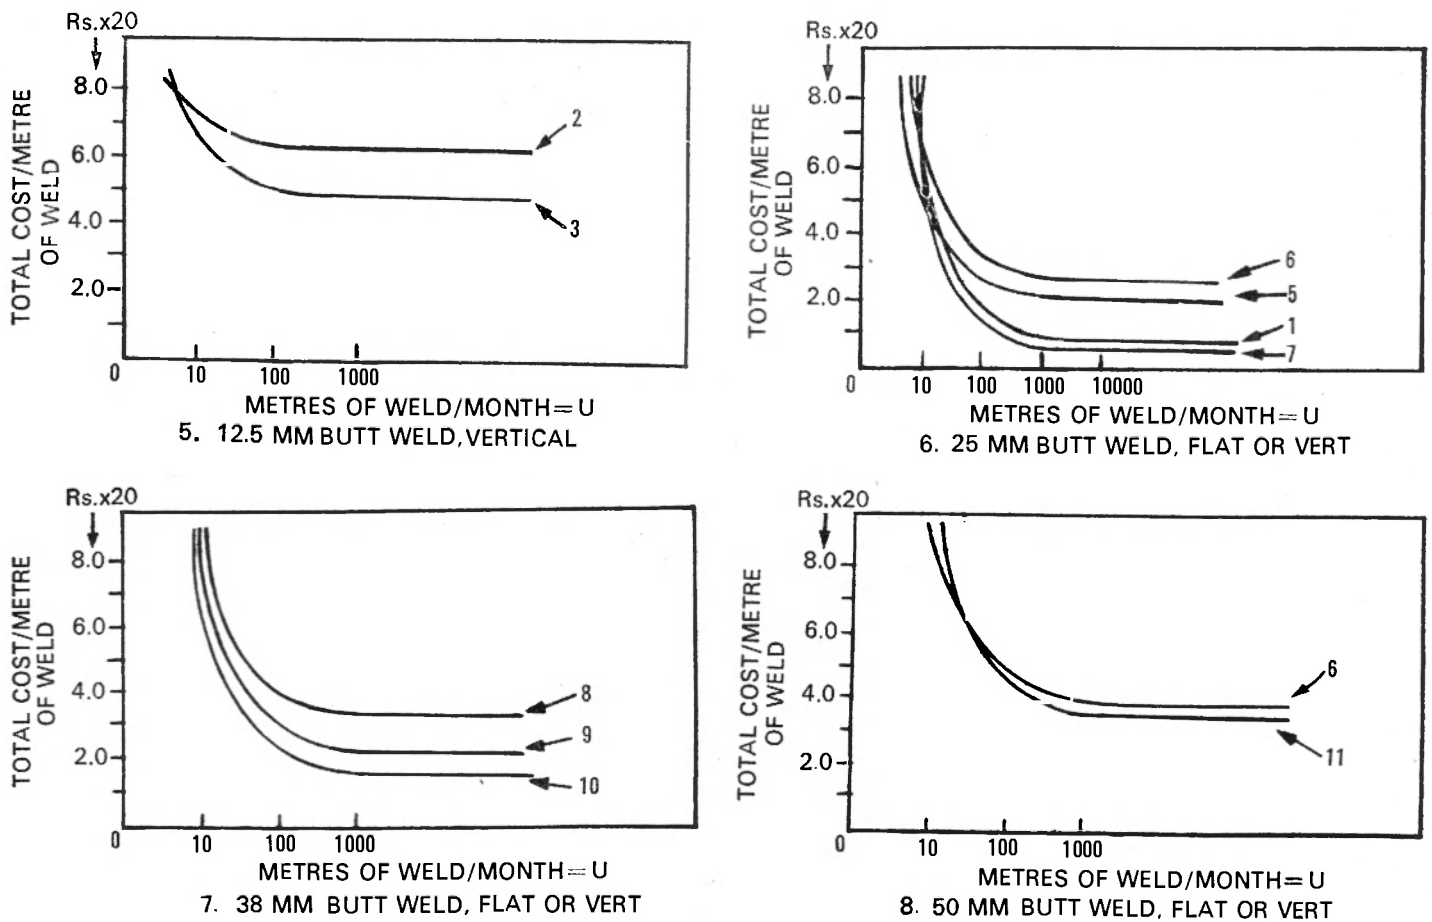 Rs.x20
8.0
6.0
4.0
2.0
0
10
100
1000
TOTAL COST/METRE
OF WELD
2
3
METRES OF WELD/MONTH=U
5. 12.5 MM BUTT WELD, VERTICAL
Rs.x20
8.0
6.0
4.0
2.0
0
10
100
1000
10000
TOTAL COST/METRE
OF WELD
6
5
1
7
METRES OF WELD/MONTH=U
6. 25 MM BUTT WELD, FLAT OR VERT
Rs.x20
8.0
6.0
4.0
2.0
0
10
100
1000
TOTAL COST/METRE
OF WELD
8
9
10
METRES OF WELD/MONTH=U
7. 38 MM BUTT WELD, FLAT OR VERT
Rs.x20
8.0
6.0
4.0
2.0
0
10
100
1000
TOTAL COST/METRE
OF WELD
6
11
METRES OF WELD/MONTH=U
8. 50 MM BUTT WELD, FLAT OR VERT